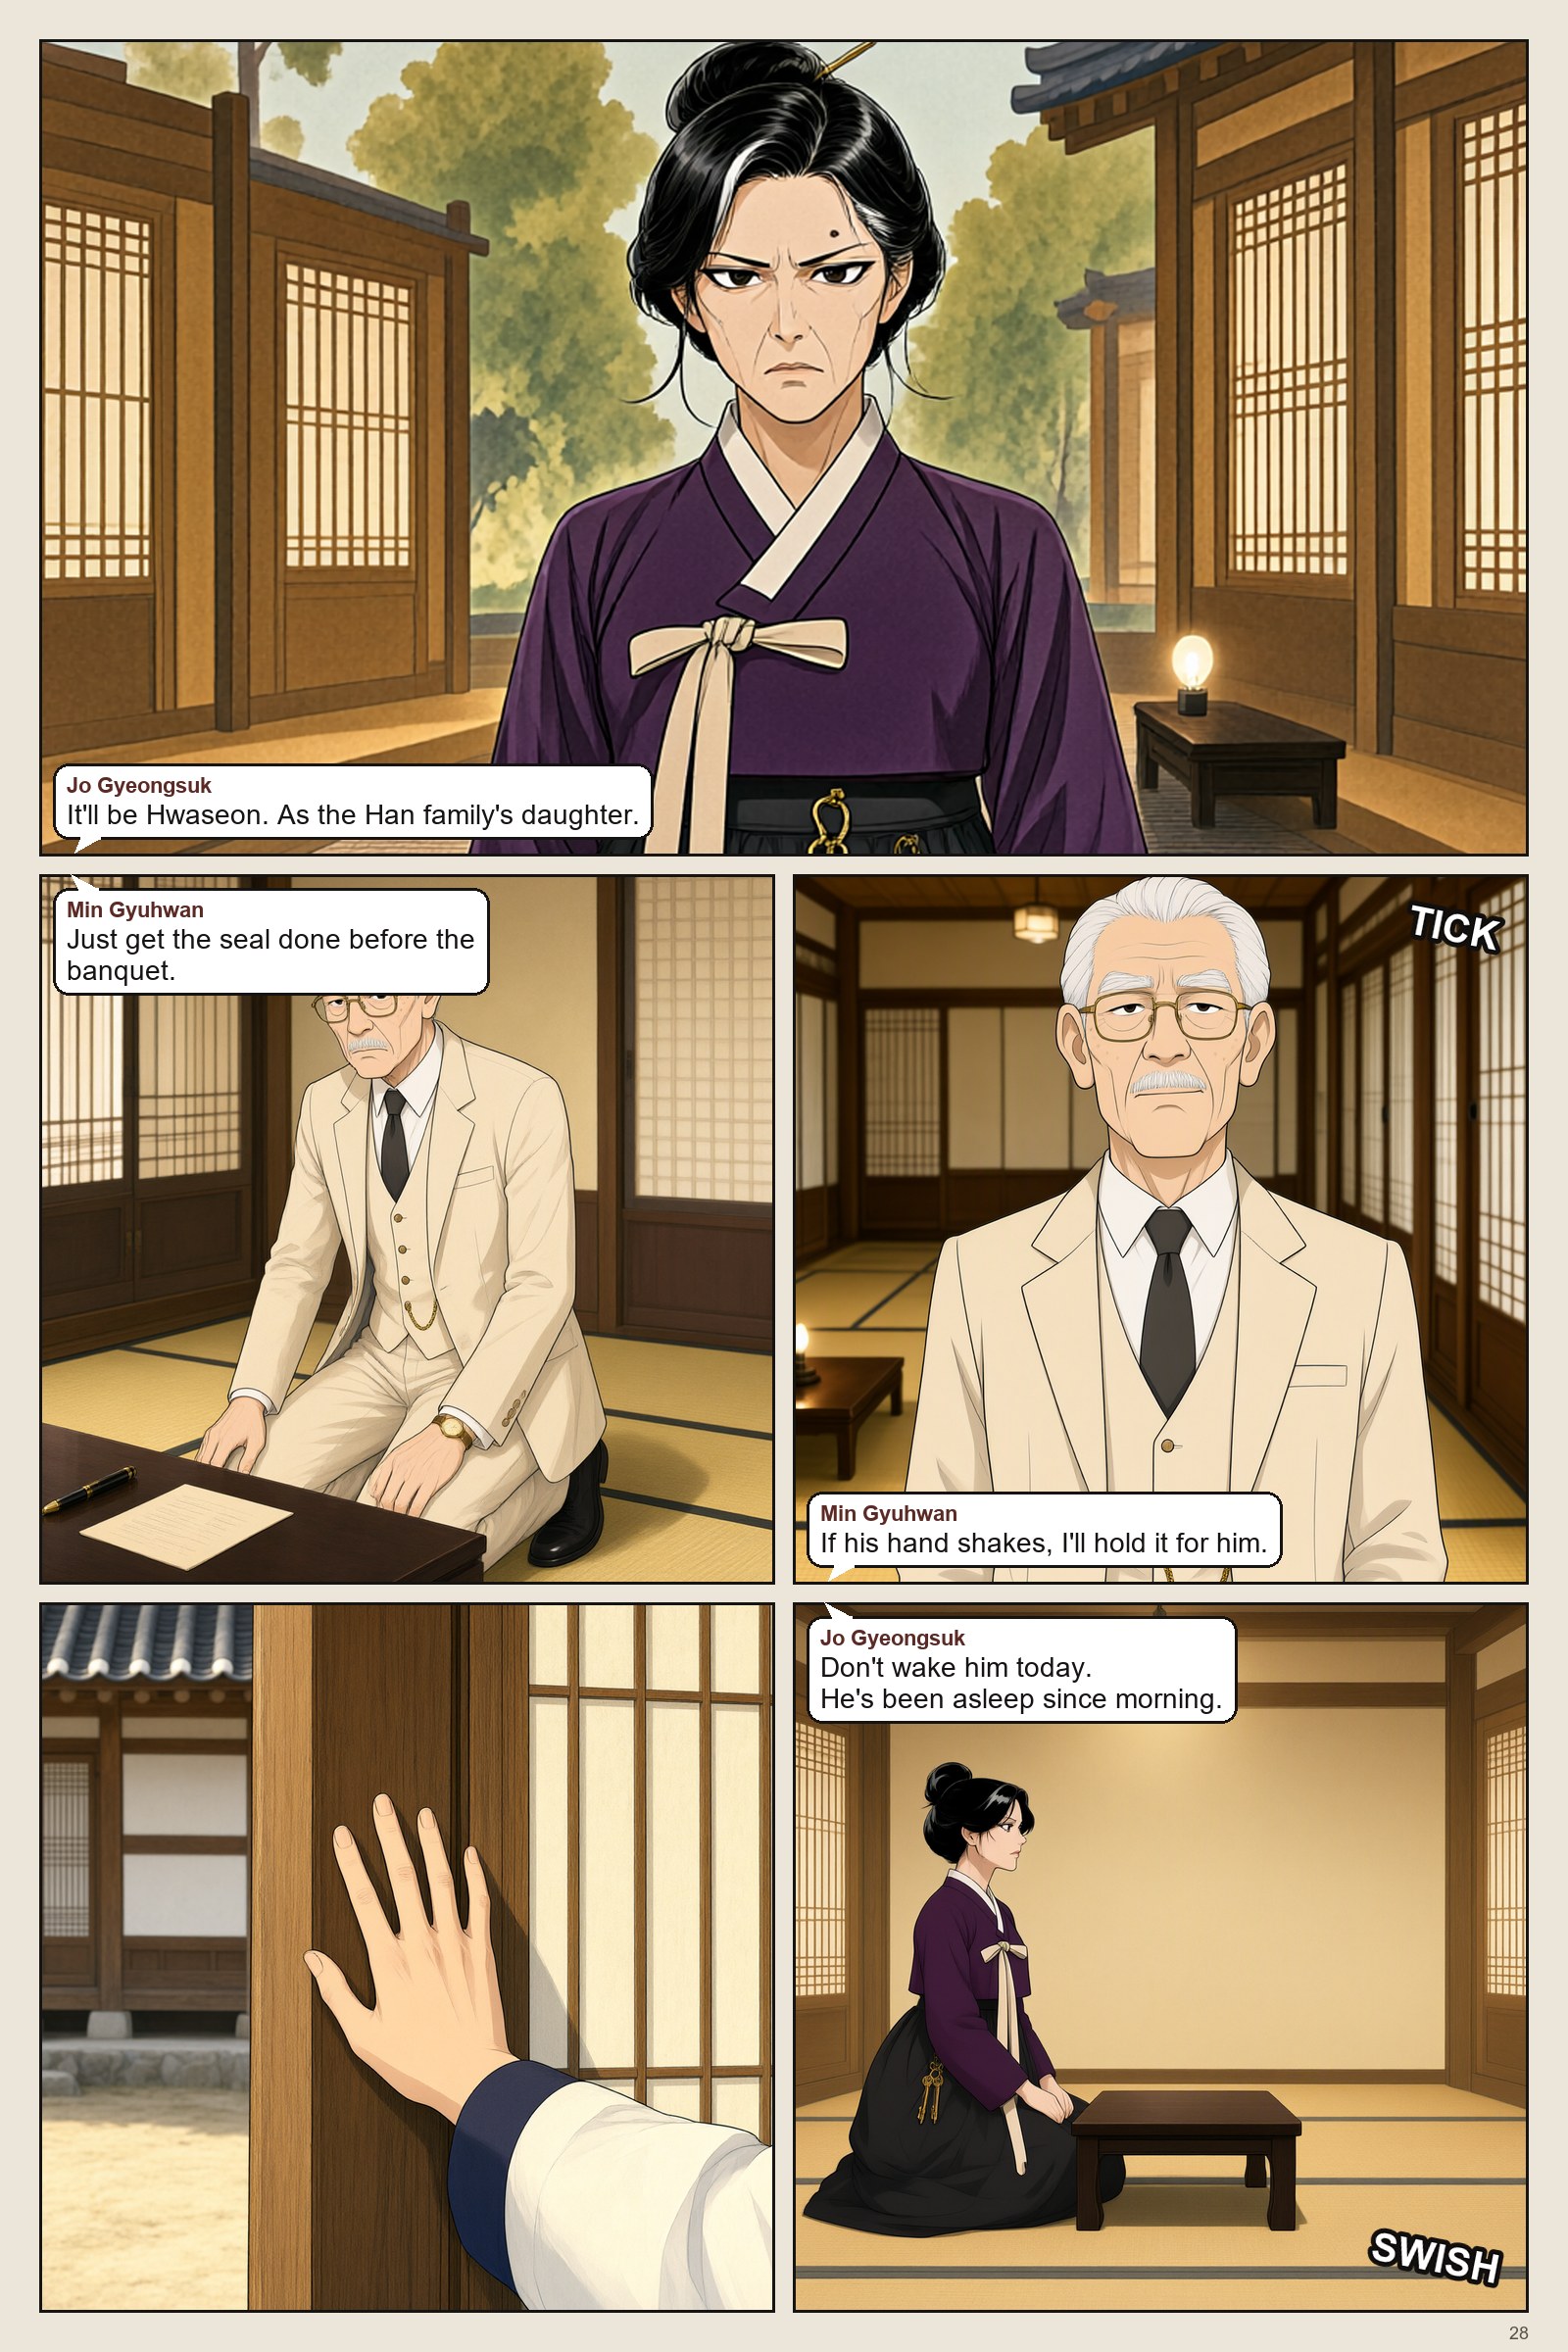 Jo Gyeongsuk
It'll be Hwaseon. As the Han family's daughter.
Min Gyuhwan
Just get the seal done before the
banquet.
TICK
Min Gyuhwan
If his hand shakes, I'll hold it for him.
Jo Gyeongsuk
Don't wake him today.
He's been asleep since morning.
SWISH
28